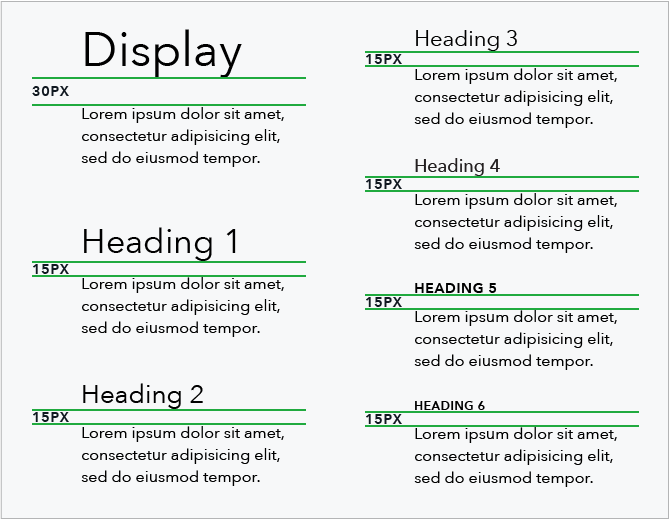 Display
30PX
Lorem ipsum dolor sit amet,
consectetur adipisicing elit,
sed do eiusmod tempor.
Heading 1
15PX
Lorem ipsum dolor sit amet,
consectetur adipisicing elit,
sed do eiusmod tempor.
Heading 2
15PX
Lorem ipsum dolor sit amet,
consectetur adipisicing elit,
sed do eiusmod tempor.
Heading 3
15PX
Lorem ipsum dolor sit amet,
consectetur adipisicing elit,
sed do eiusmod tempor.
Heading 4
15PX
Lorem ipsum dolor sit amet,
consectetur adipisicing elit,
sed do eiusmod tempor.
HEADING 5
15PX
Lorem ipsum dolor sit amet,
consectetur adipisicing elit,
sed do eiusmod tempor.
HEADING 6
15PX
Lorem ipsum dolor sit amet,
consectetur adipisicing elit,
sed do eiusmod tempor.